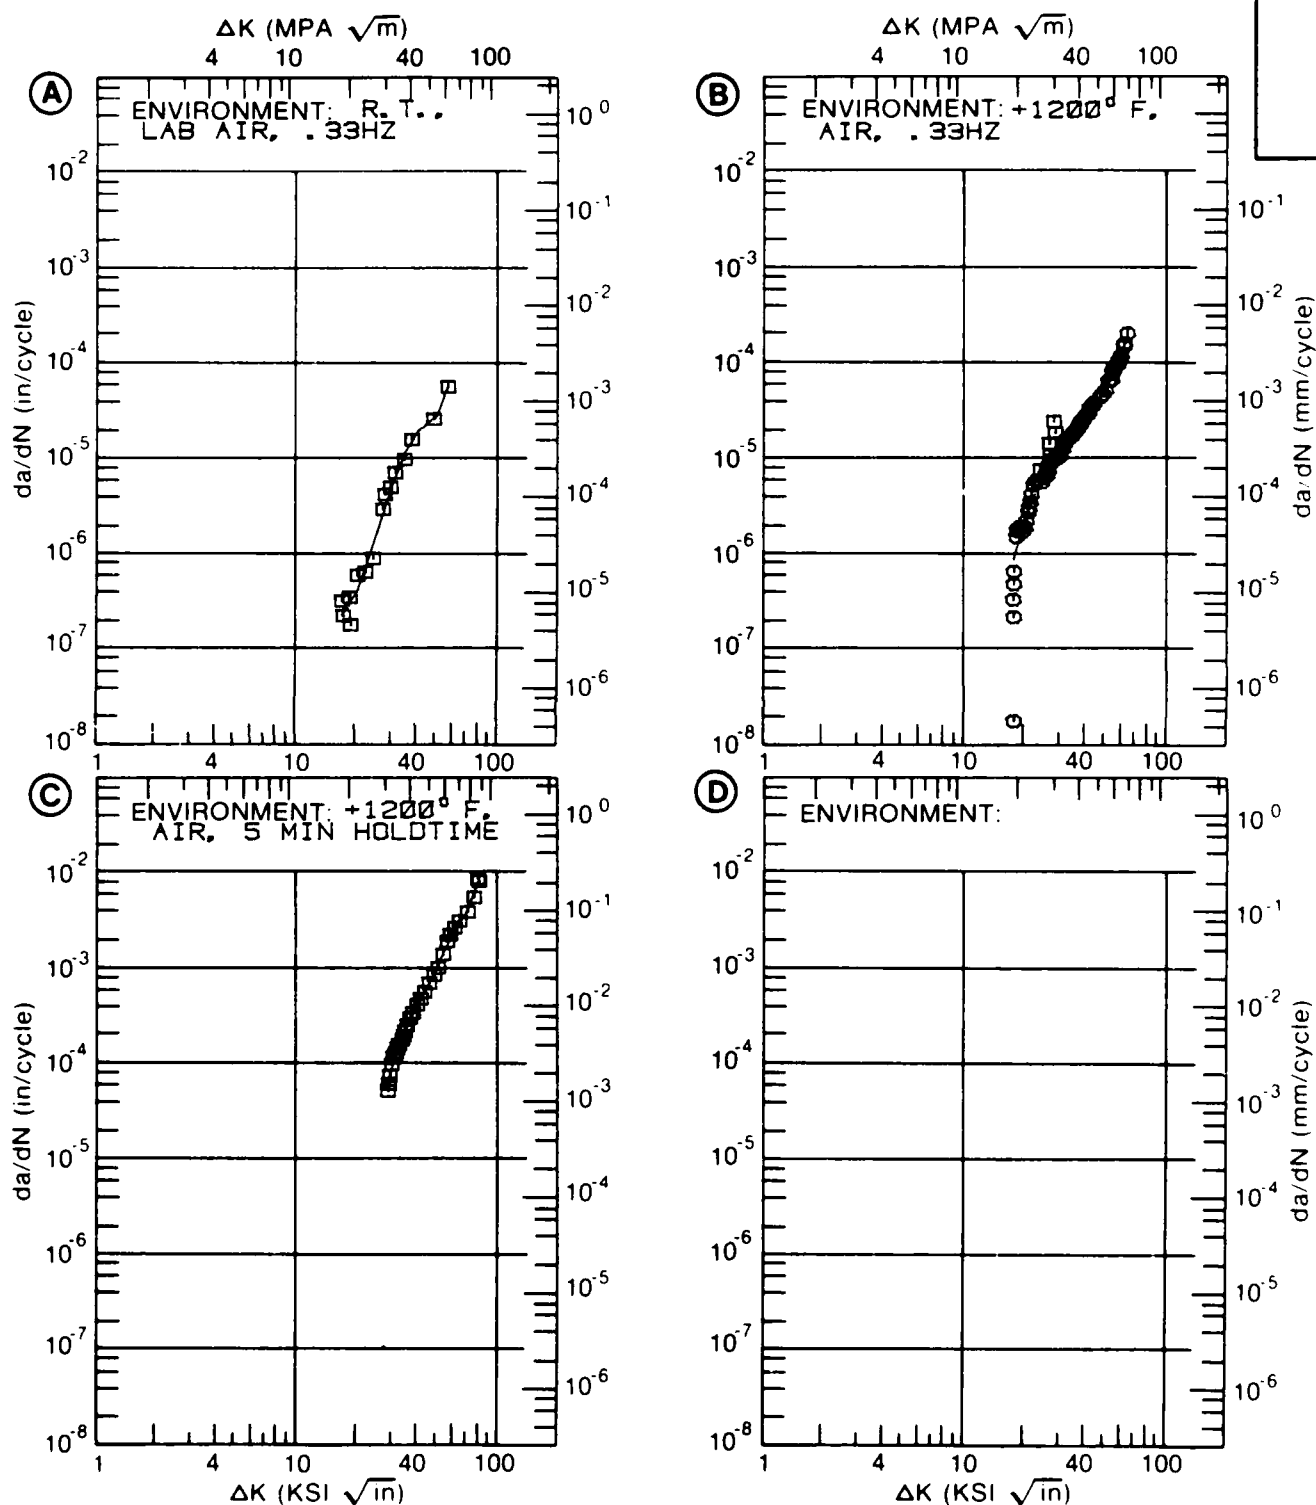 ΔK (MPA √m)
4 10 40 100
ΔK (MPA √m)
4 10 40 100
A
ENVIRONMENT: R.T.,
LAB AIR, .33HZ
10^0
10^-2
10^-1
10^-3
10^-2
10^-4
10^-3
10^-5
10^-4
10^-6
10^-5
10^-7
10^-6
10^-8
da/dN (in/cycle)
1 4 10 40 100
B
ENVIRONMENT: +1200° F,
AIR, .33HZ
10^-2
10^-1
10^-3
10^-2
10^-4
10^-3
10^-5
10^-4
10^-6
10^-5
10^-7
10^-6
10^-8
da/dN (mm/cycle)
1 4 10 40 100
C
ENVIRONMENT: +1200° F,
AIR, 5 MIN HOLDTIME
10^0
10^-2
10^-1
10^-3
10^-2
10^-4
10^-3
10^-5
10^-4
10^-6
10^-5
10^-7
10^-6
10^-8
da/dN (in/cycle)
1 4 10 40 100
ΔK (KSI √in)
D
ENVIRONMENT:
10^0
10^-2
10^-1
10^-3
10^-2
10^-4
10^-3
10^-5
10^-4
10^-6
10^-5
10^-7
10^-6
10^-8
da/dN (mm/cycle)
1 4 10 40 100
ΔK (KSI √in)